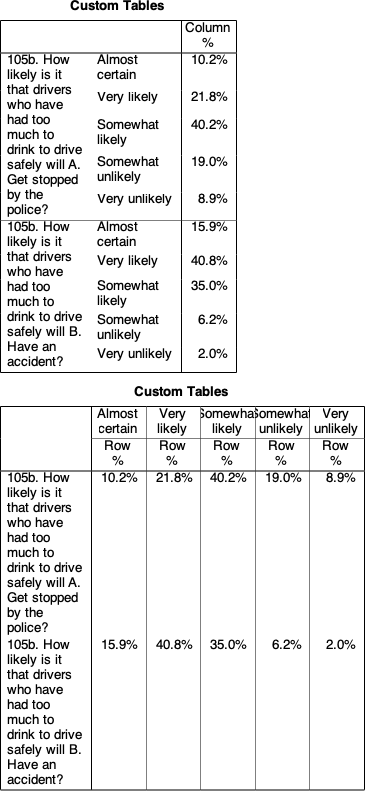 Custom Tables
Column
%
105b. How
likely is it
that drivers
who have
had too
much to
drink to drive
safely will A.
Get stopped
by the
police?
Almost
certain
10.2%
Very likely
21.8%
Somewhat
likely
40.2%
Somewhat
unlikely
19.0%
Very unlikely
8.9%
105b. How
likely is it
that drivers
who have
had too
much to
drink to drive
safely will B.
Have an
accident?
Almost
certain
15.9%
Very likely
40.8%
Somewhat
likely
35.0%
Somewhat
unlikely
6.2%
Very unlikely
2.0%
Custom Tables
Almost
certain
Very
likely
Somewhat
likely
Somewhat
unlikely
Very
unlikely
Row
%
Row
%
Row
%
Row
%
Row
%
105b. How
likely is it
that drivers
who have
had too
much to
drink to drive
safely will A.
Get stopped
by the
police?
10.2% 21.8% 40.2% 19.0% 8.9%
105b. How
likely is it
that drivers
who have
had too
much to
drink to drive
safely will B.
Have an
accident?
15.9% 40.8% 35.0% 6.2% 2.0%